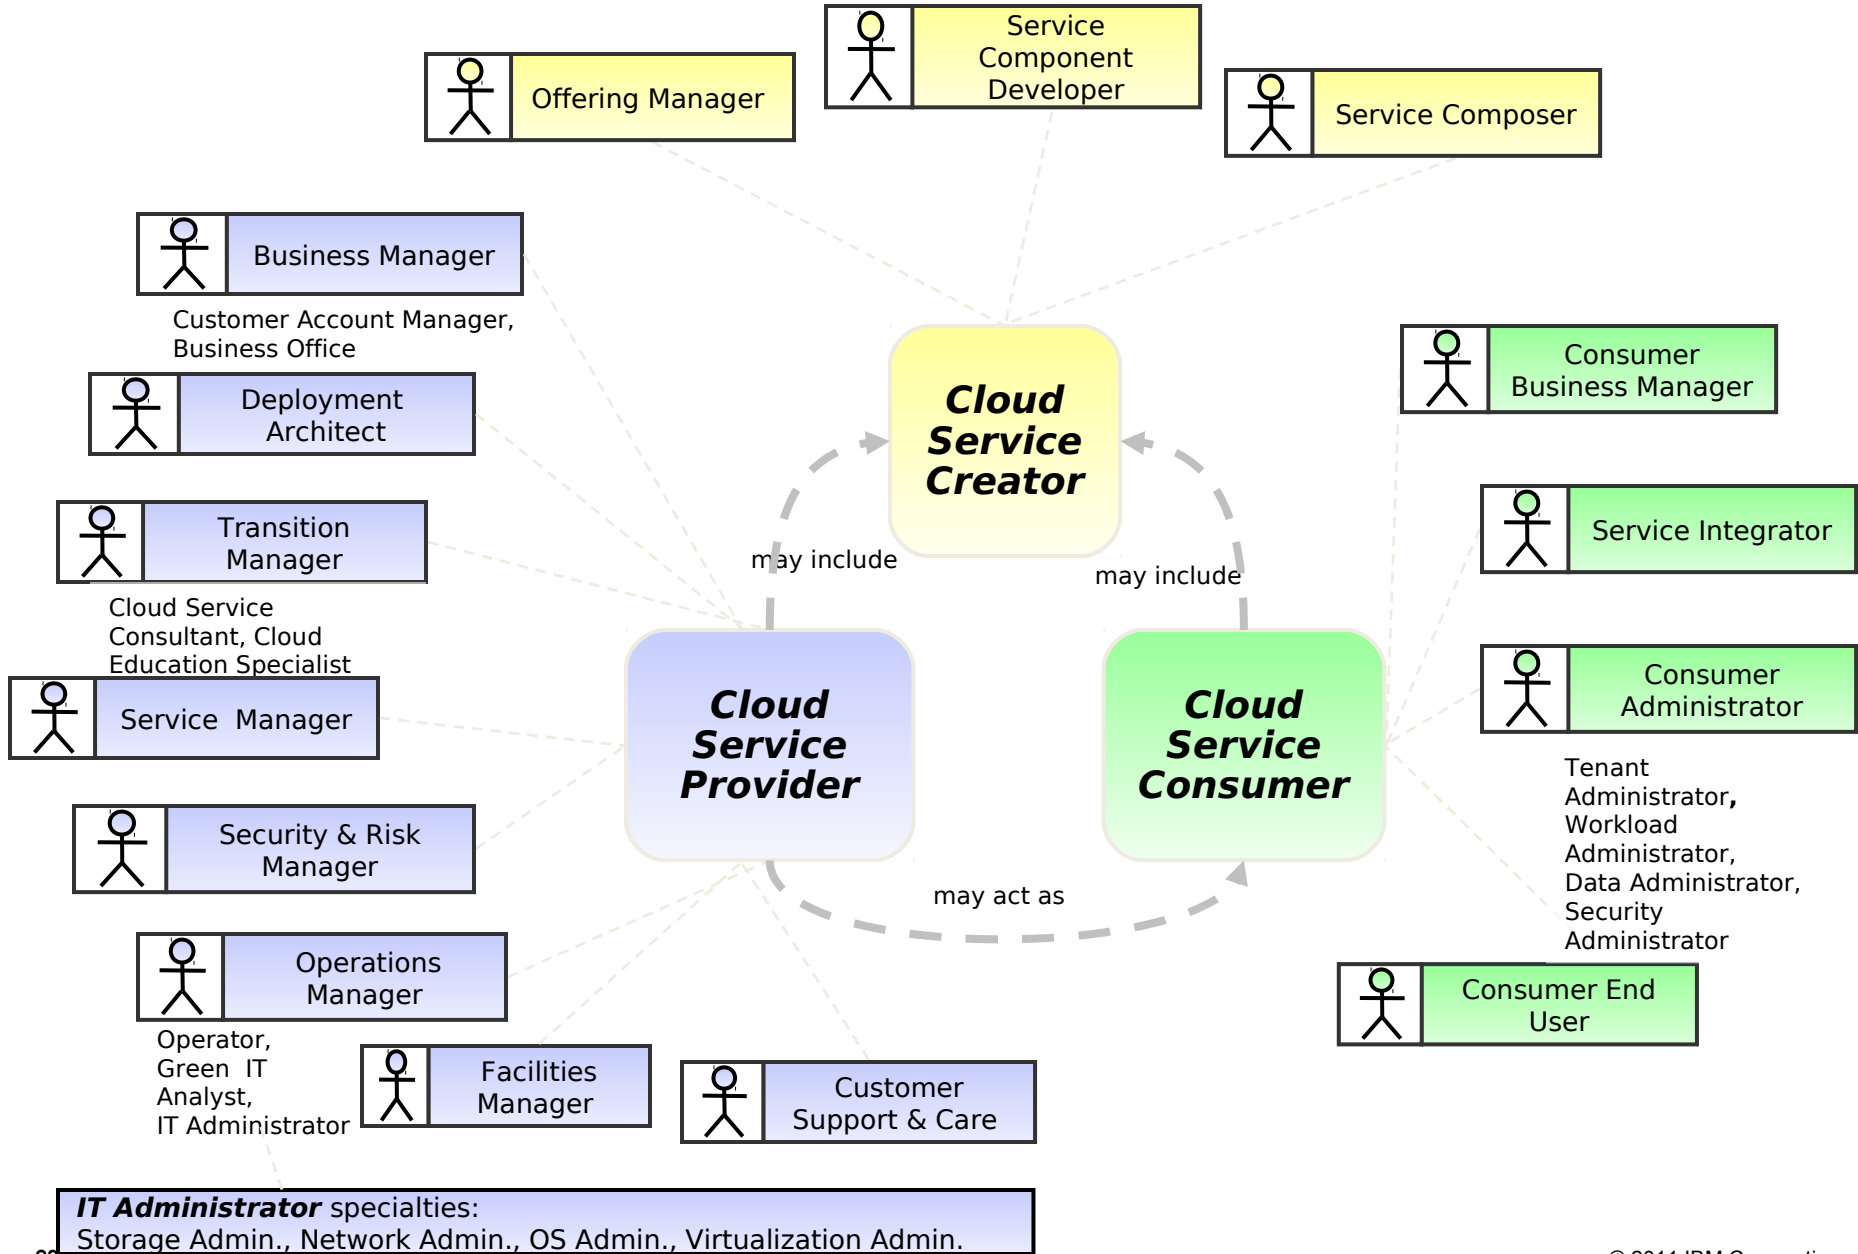 Service
Component
Developer
Offering Manager
Service Composer
Business Manager
Customer Account Manager,
Business Office
Deployment
Architect
Transition
Manager
Cloud Service
Consultant, Cloud
Education Specialist
Service  Manager
Security & Risk
Manager
Operations
Manager
Operator,
Green  IT
Analyst,
IT Administrator
Facilities
Manager
Customer
Support & Care
IT Administrator specialties:
Storage Admin., Network Admin., OS Admin., Virtualization Admin.
Cloud
Service
Creator
may include
may include
Cloud
Service
Provider
Cloud
Service
Consumer
may act as
Consumer
Business Manager
Service Integrator
Consumer
Administrator
Tenant
Administrator,
Workload
Administrator,
Data Administrator,
Security
Administrator
Consumer End
User
© 2011 IBM